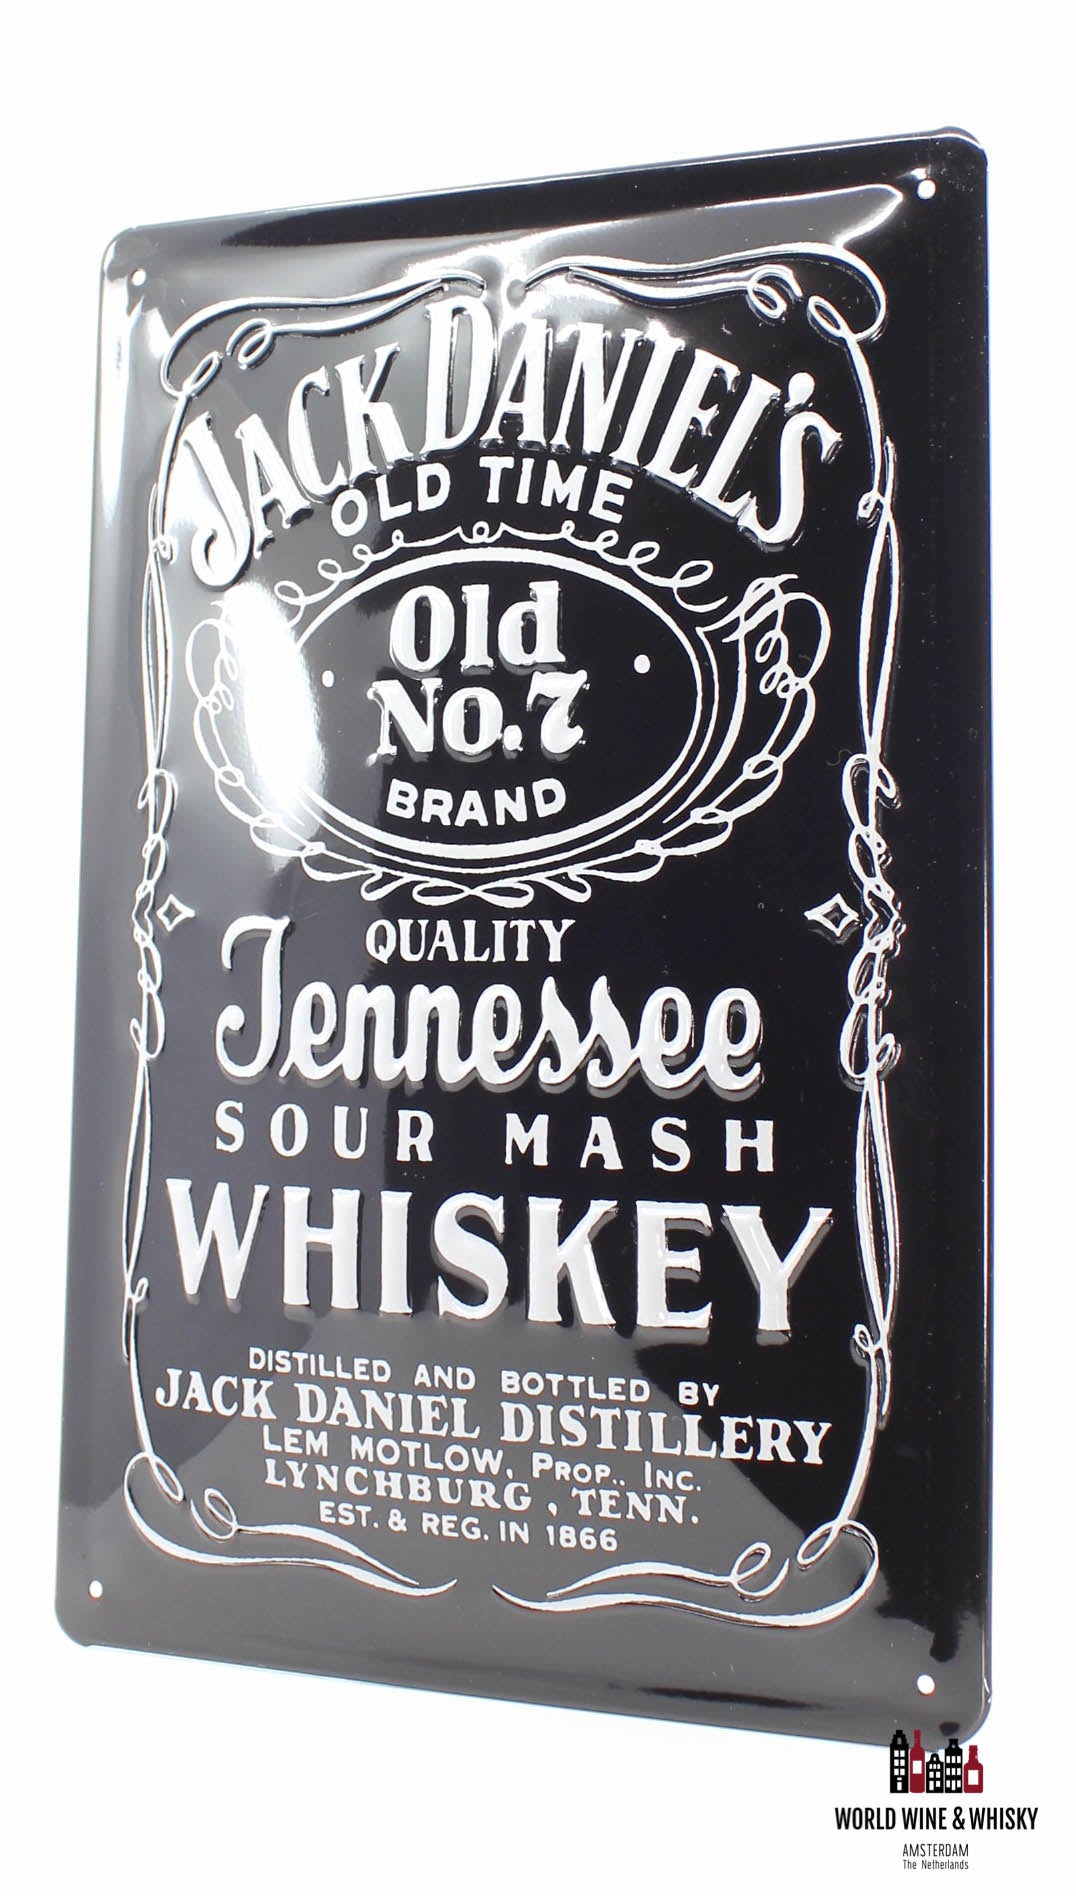 JACK DANIEL'S
OLD TIME
Old
No.7
BRAND
QUALITY
Tennessee
SOUR MASH
WHISKEY
DISTILLED AND BOTTLED BY
JACK DANIEL DISTILLERY
LEM MOTLOW, PROP., INC.
LYNCHBURG, TENN.
EST. & REG. IN 1866
WORLD WINE & WHISKY
AMSTERDAM
The Netherlands